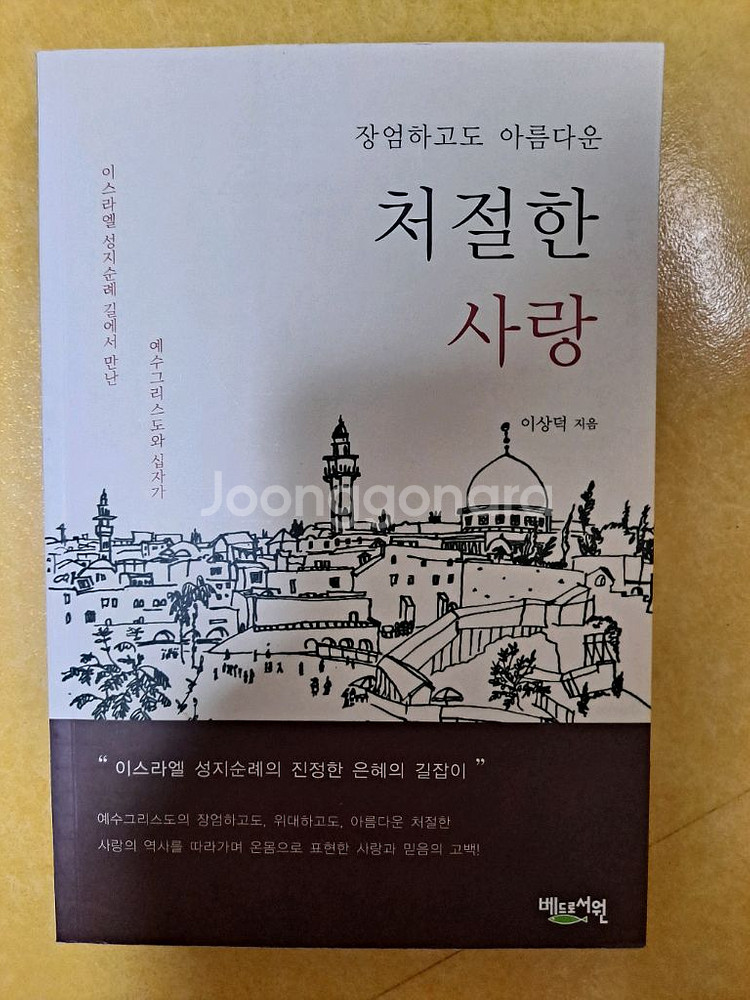 장엄하고도 아름다운
처절한
사랑
이스라엘 성지순례 길에서 만난
예수그리스도와 십자가
이상덕 지음
Joonggonara
“ 이스라엘 성지순례의 진정한 은혜의 길잡이 ”
예수그리스도의 장엄하고도, 위대하고도, 아름다운 처절한
사랑의 역사를 따라가며 온몸으로 표현한 사랑과 믿음의 고백!
베드로서원